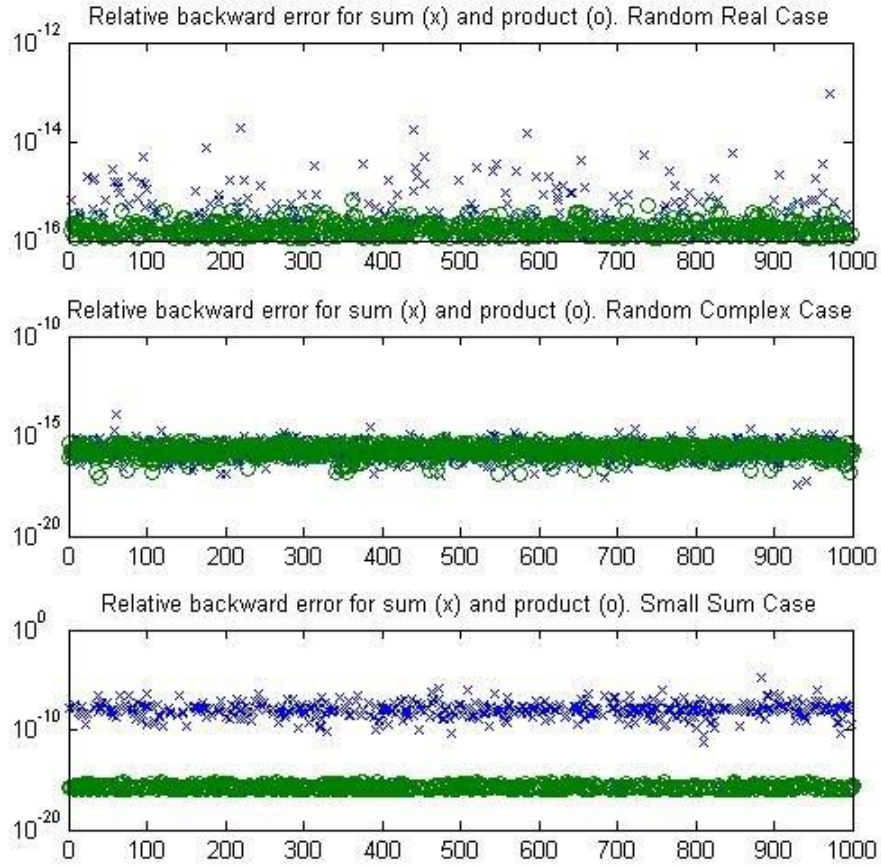 Relative backward error for sum (x) and product (o). Random Real Case
10^-12
10^-14
10^-16
0 100 200 300 400 500 600 700 800 900 1000
Relative backward error for sum (x) and product (o). Random Complex Case
10^-10
10^-15
10^-20
0 100 200 300 400 500 600 700 800 900 1000
Relative backward error for sum (x) and product (o). Small Sum Case
10^0
10^-10
10^-20
0 100 200 300 400 500 600 700 800 900 1000